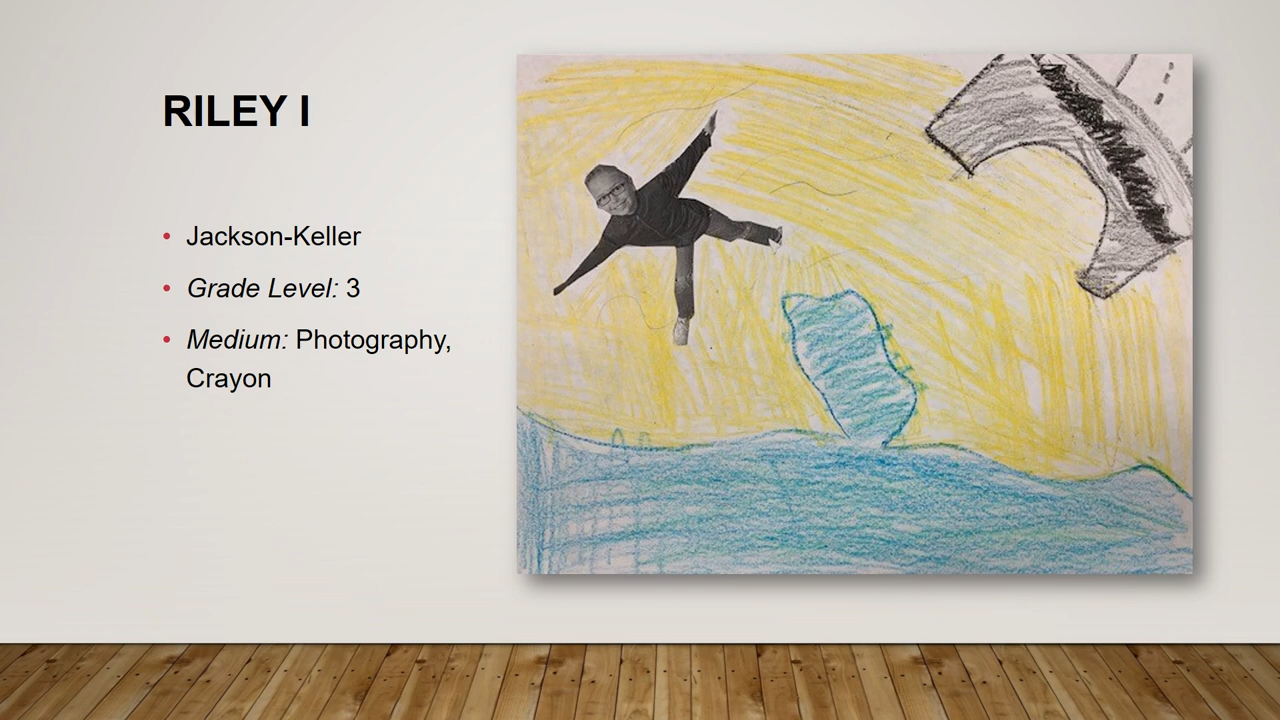 RILEY I
• Jackson-Keller
• Grade Level: 3
• Medium: Photography,
Crayon